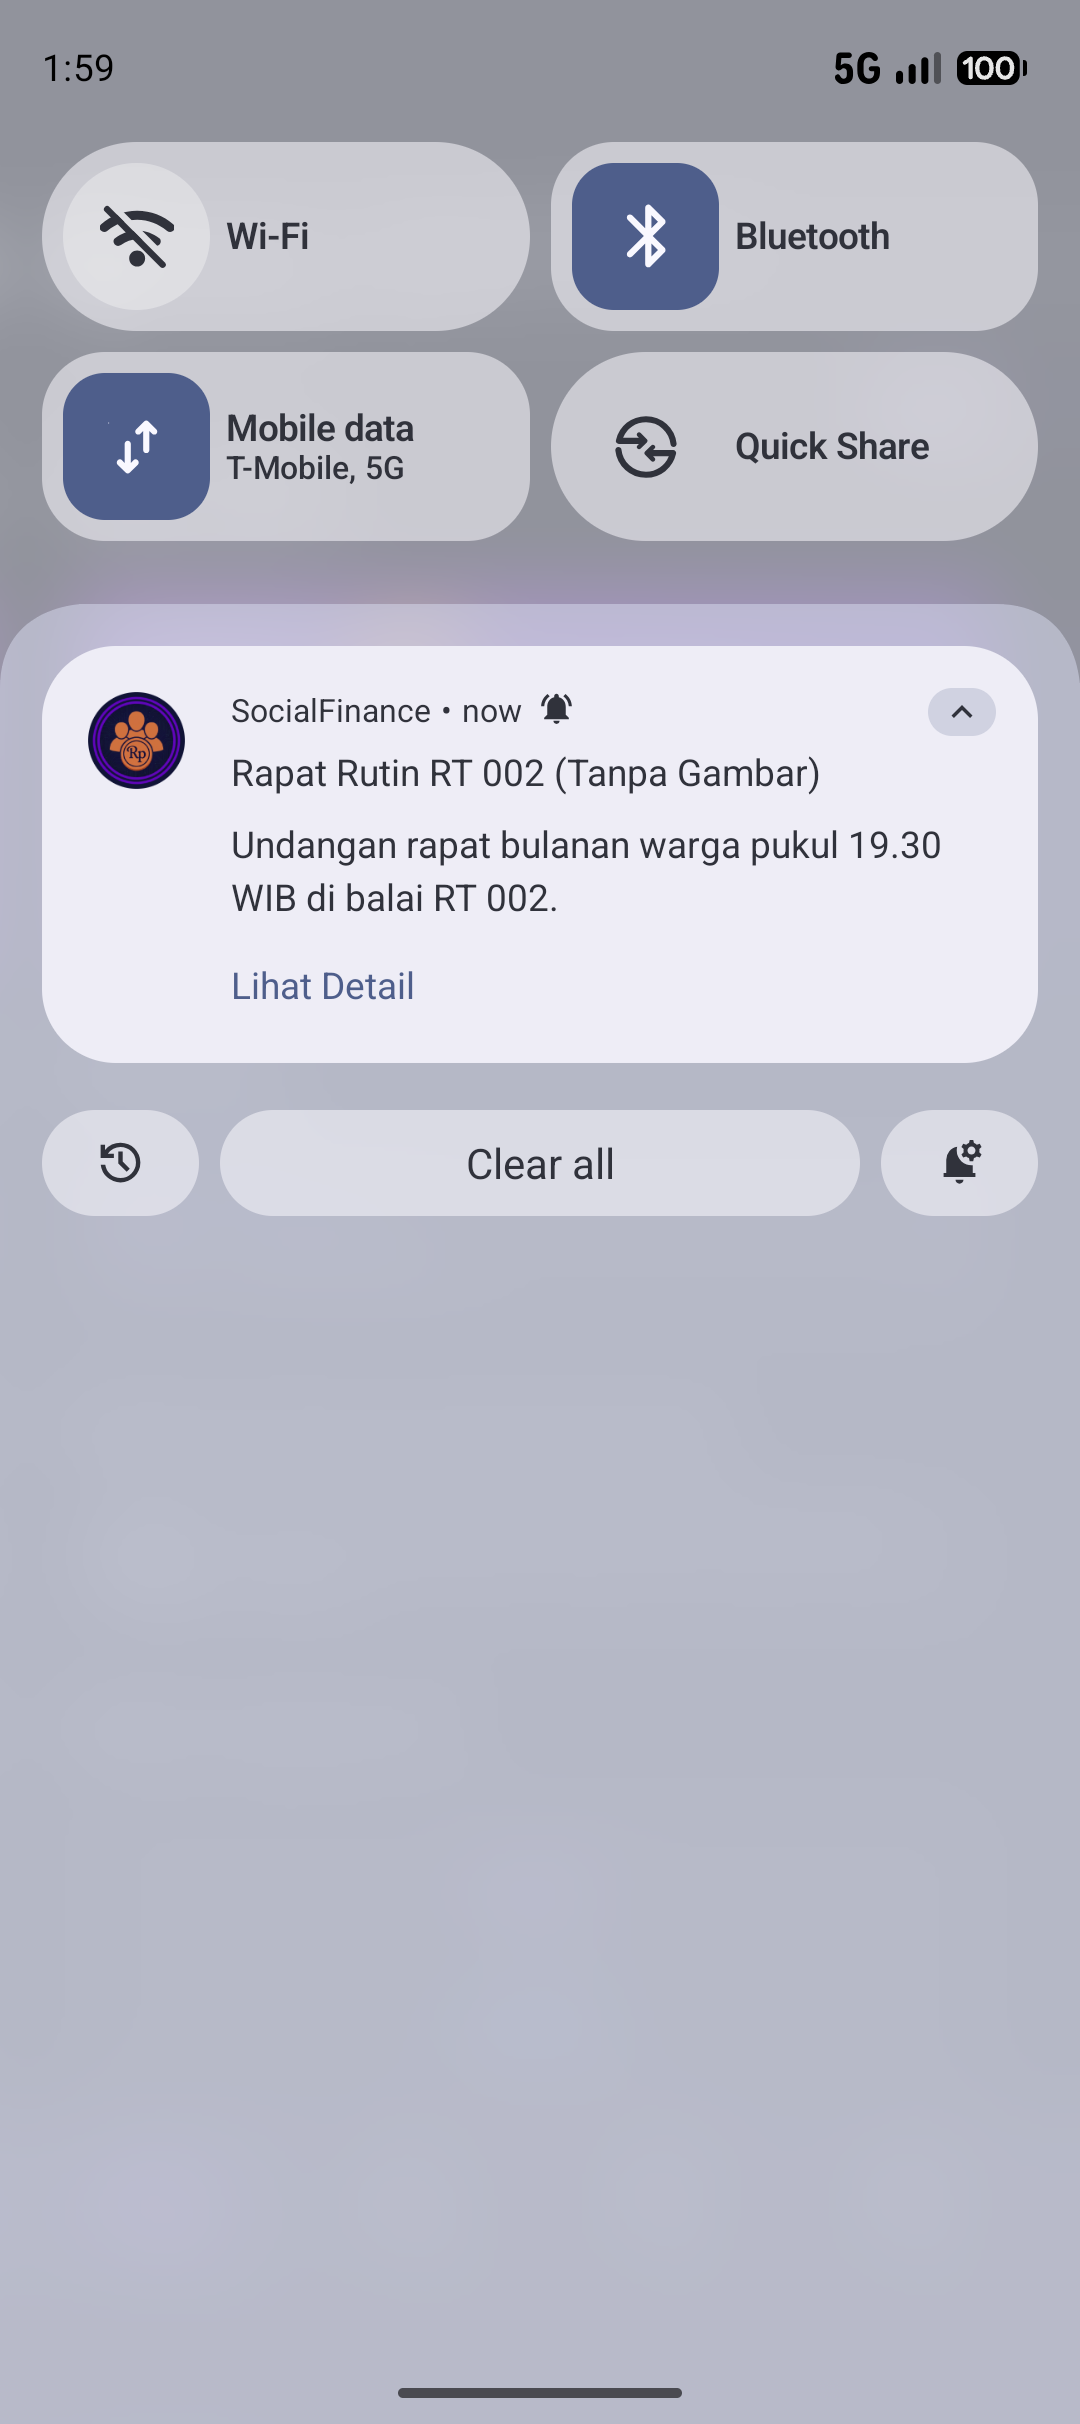 1:59
5G
100
Wi-Fi
Bluetooth
Mobile data
T-Mobile, 5G
Quick Share
SocialFinance • now
Rp
Rapat Rutin RT 002 (Tanpa Gambar)
Undangan rapat bulanan warga pukul 19.30
WIB di balai RT 002.
Lihat Detail
Clear all